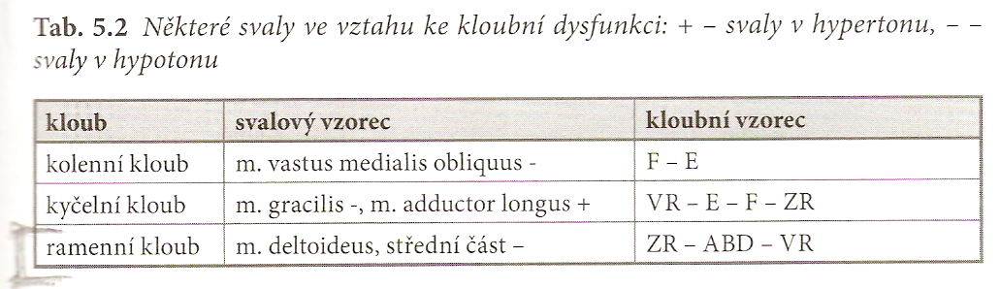 Tab. 5.2 Některé svaly ve vztahu ke kloubní dysfunkci: + – svaly v hypertonu, – –
svaly v hypotonu
kloub svalový vzorec kloubní vzorec
kolenní kloub m. vastus medialis obliquus - F – E
kyčelní kloub m. gracilis -, m. adductor longus + VR – E – F – ZR
ramenní kloub m. deltoideus, střední část – ZR – ABD – VR